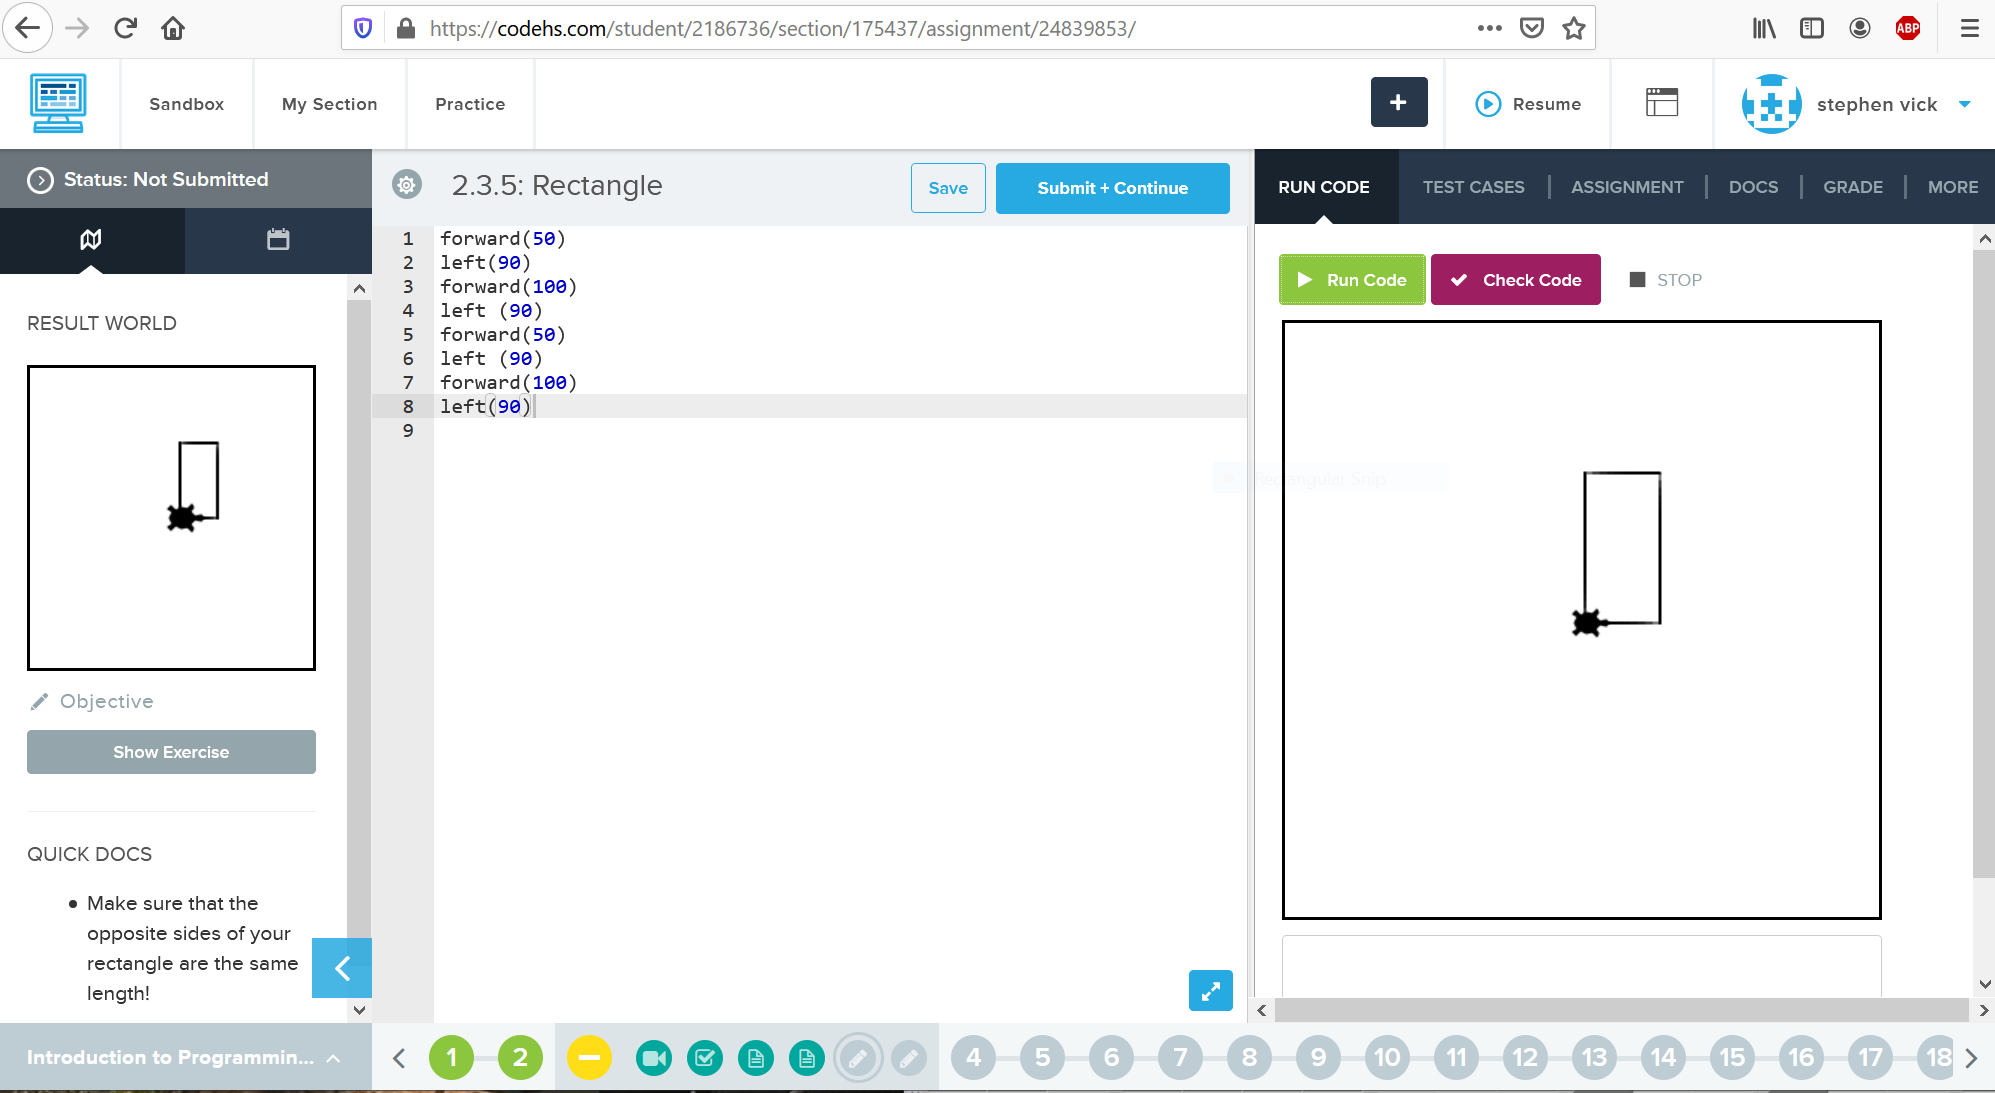 https://codehs.com/student/2186736/section/175437/assignment/24839853/
ABP
Sandbox
My Section
Practice
+
Resume
stephen vick
Status: Not Submitted
2.3.5: Rectangle
Save
Submit + Continue
RUN CODE
TEST CASES
ASSIGNMENT
DOCS
GRADE
MORE
RESULT WORLD
Objective
Show Exercise
QUICK DOCS
Make sure that the
opposite sides of your
rectangle are the same
length!
1 forward(50)
2 left(90)
3 forward(100)
4 left (90)
5 forward(50)
6 left (90)
7 forward(100)
8 left(90)
9
Run Code
Check Code
STOP
Rectangular Snip
Introduction to Programmin...
1 2 4 5 6 7 8 9 10 11 12 13 14 15 16 17 18